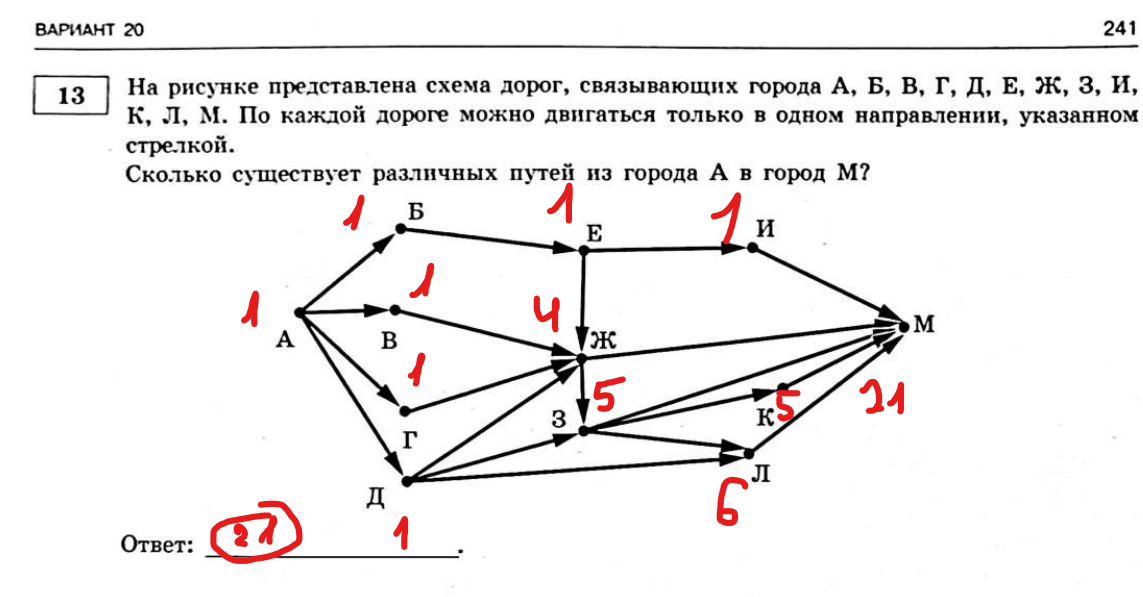 ВАРИАНТ 20 241
13 На рисунке представлена схема дорог, связывающих города А, Б, В, Г, Д, Е, Ж, З, И,
К, Л, М. По каждой дороге можно двигаться только в одном направлении, указанном
стрелкой.
Сколько существует различных путей из города А в город М?
1 Б 1 Е 1 И
1 А 1 В 4 Ж М
1 Г З 5 К 5 21
Д 1 6 Л
Ответ: 21.